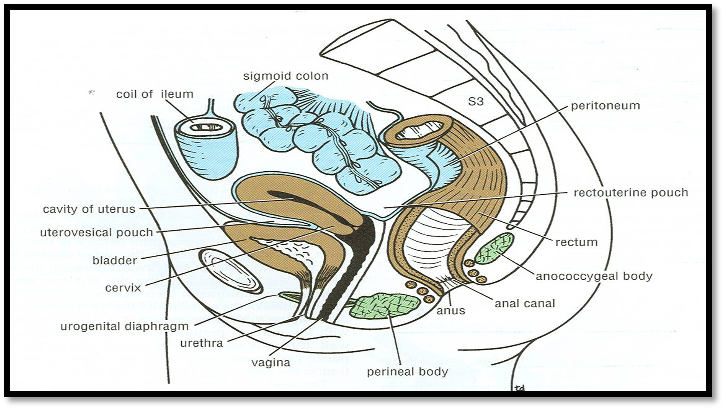 sigmoid colon
coil of ileum
S3
peritoneum
rectouterine pouch
cavity of uterus
uterovesical pouch
rectum
bladder
anococcygeal body
cervix
anal canal
anus
urogenital diaphragm
urethra
vagina
perineal body